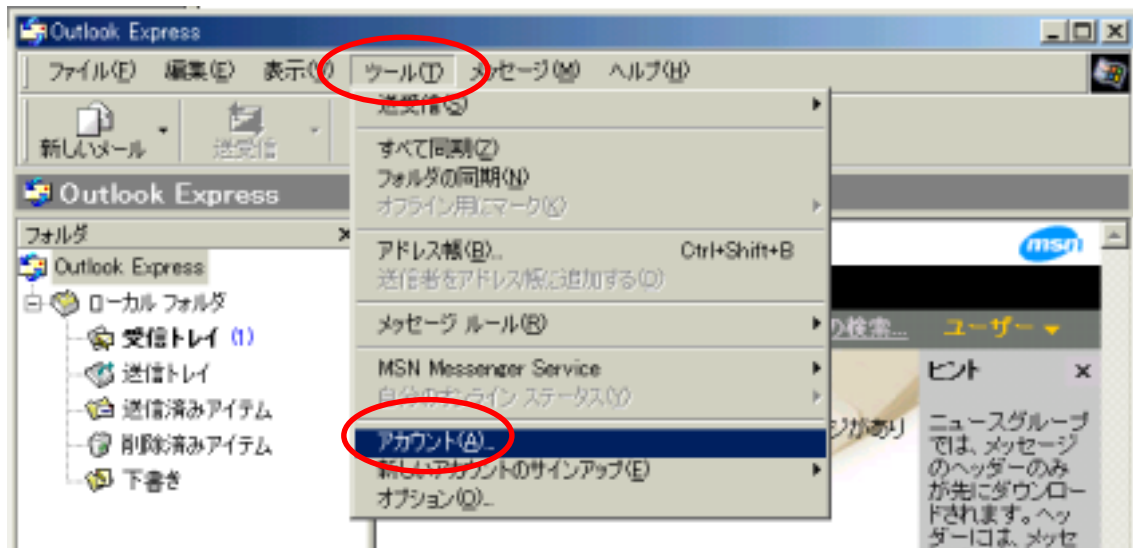 Outlook Express
ファイル(F) 編集(E) 表示(V) ツール(T) メッセージ(M) ヘルプ(H)
新しいメール 送受信
Outlook Express
フォルダ ×
Outlook Express
ローカル フォルダ
受信トレイ (1)
送信トレイ
送信済みアイテム
削除済みアイテム
下書き
送受信(S)
すべて同期(Z)
フォルダの同期(N)
オフライン用にマーク(K)
アドレス帳(B)... Ctrl+Shift+B
送信者をアドレス帳に追加する(D)
メッセージ ルール(R)
MSN Messenger Service
自分のオンライン ステータス(Y)
アカウント(A)...
新しいアカウントのサインアップ(E)
オプション(O)...
msn
の検索... ユーザー
ジがあり
ヒント ×
ニュースグループ
では、メッセージ
のヘッダーのみ
が先にダウンロー
ドされます。ヘッ
ダーには、メッセ